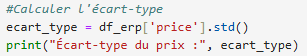 #Calculer l'écart-type
ecart_type = df_erp['price'].std()
print("Écart-type du prix :", ecart_type)